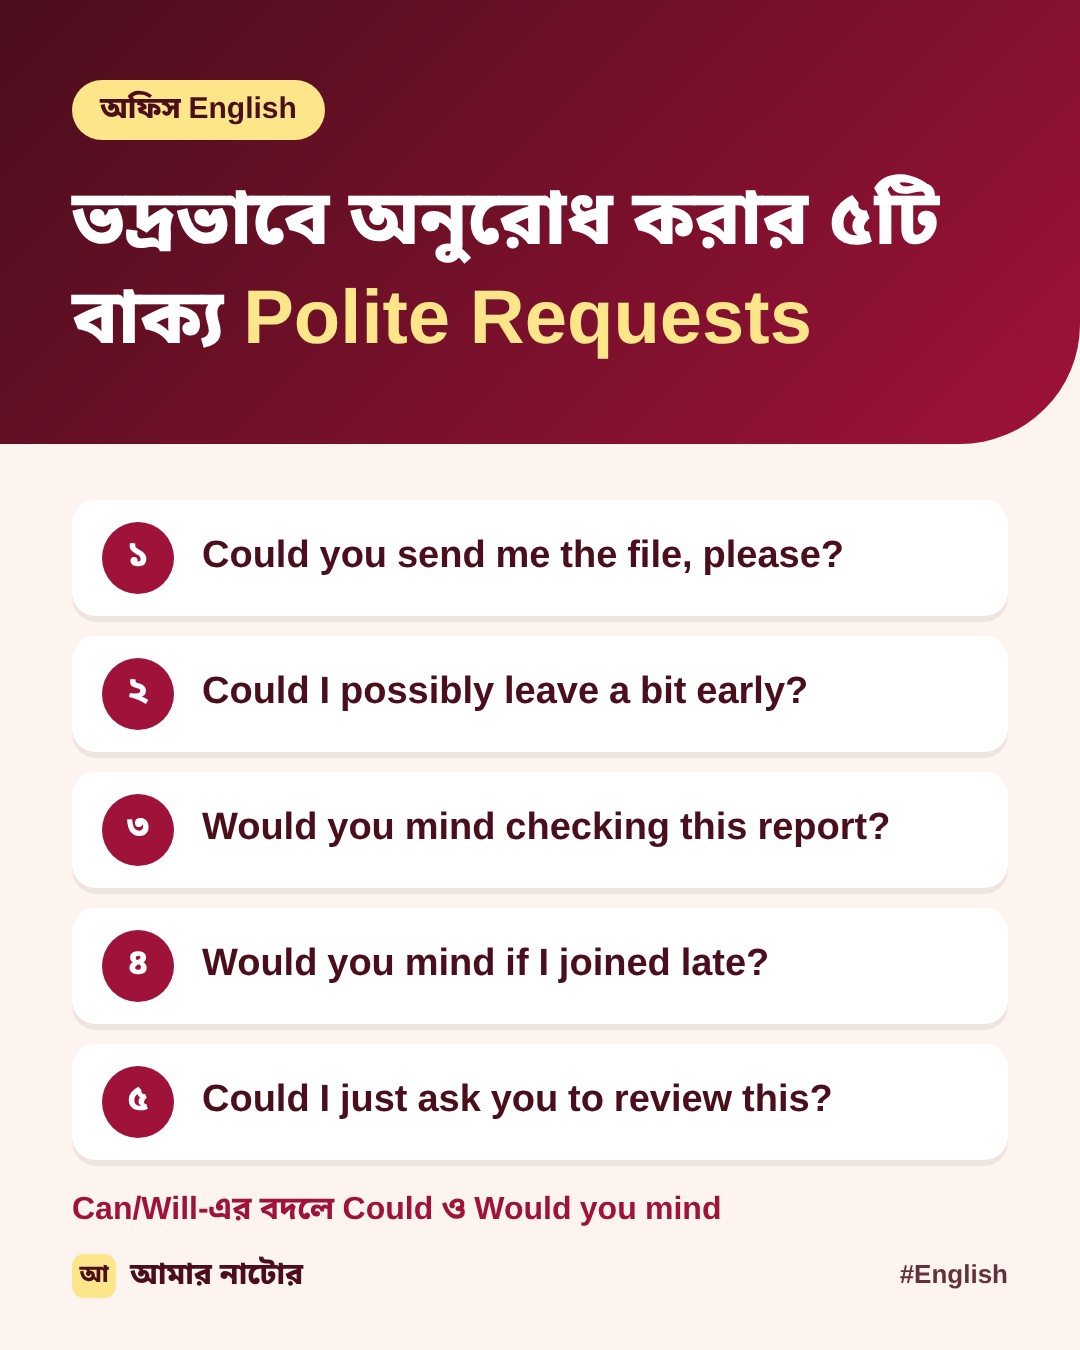 অফিস English
ভদ্রভাবে অনুরোধ করার ৫টি
বাক্য Polite Requests
১ Could you send me the file, please?
২ Could I possibly leave a bit early?
৩ Would you mind checking this report?
৪ Would you mind if I joined late?
৫ Could I just ask you to review this?
Can/Will-এর বদলে Could ও Would you mind
আ আমার নাটোর #English